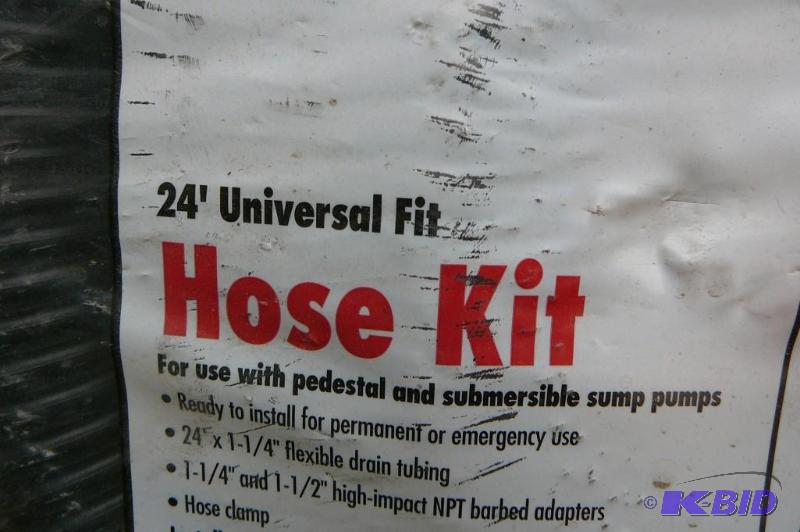 24' Universal Fit
Hose Kit
For use with pedestal and submersible sump pumps
• Ready to install for permanent or emergency use
• 24' x 1-1/4" flexible drain tubing
• 1-1/4" and 1-1/2" high-impact NPT barbed adapters
• Hose clamp
© K-BID